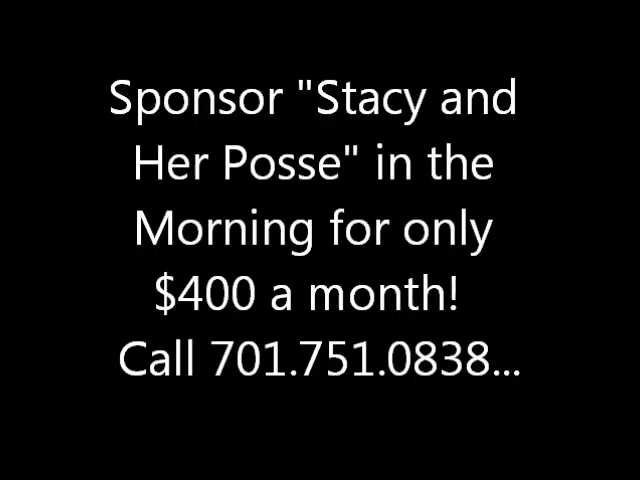 Sponsor "Stacy and
Her Posse" in the
Morning for only
$400 a month!
Call 701.751.0838...